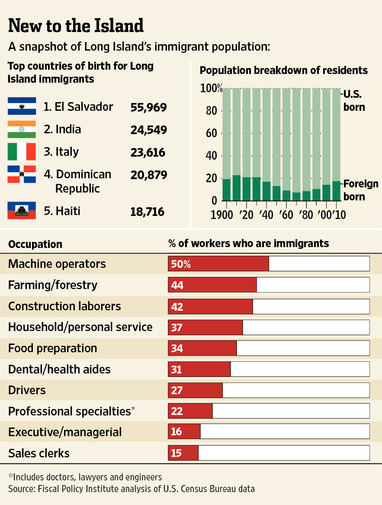 New to the Island
A snapshot of Long Island's immigrant population:
Top countries of birth for Long
Island immigrants
1. El Salvador 55,969
2. India 24,549
3. Italy 23,616
4. Dominican 20,879
Republic
5. Haiti 18,716
Population breakdown of residents
100%
80
60
40
20
0
U.S.
born
Foreign
born
1900 '20 '40 '60 '80 '00 '10
Occupation % of workers who are immigrants
Machine operators 50%
Farming/forestry 44
Construction laborers 42
Household/personal service 37
Food preparation 34
Dental/health aides 31
Drivers 27
Professional specialties* 22
Executive/managerial 16
Sales clerks 15
*Includes doctors, lawyers and engineers
Source: Fiscal Policy Institute analysis of U.S. Census Bureau data